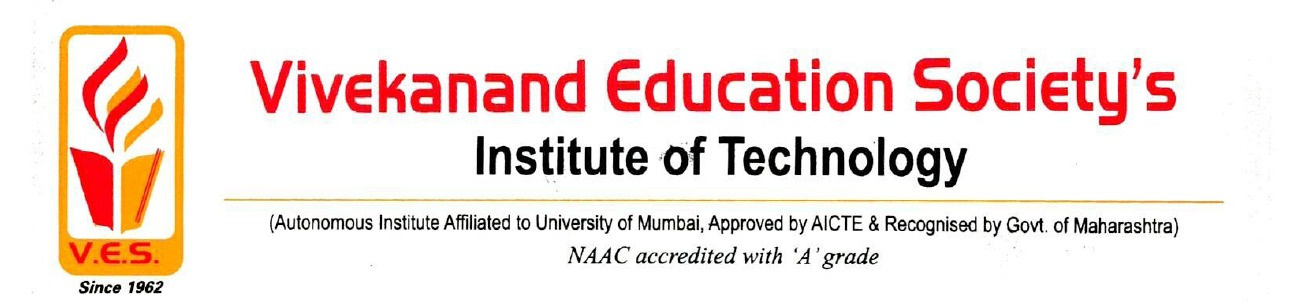 Vivekanand Education Society's
Institute of Technology
(Autonomous Institute Affiliated to University of Mumbai, Approved by AICTE & Recognised by Govt. of Maharashtra)
NAAC accredited with 'A' grade
V.E.S.
Since 1962